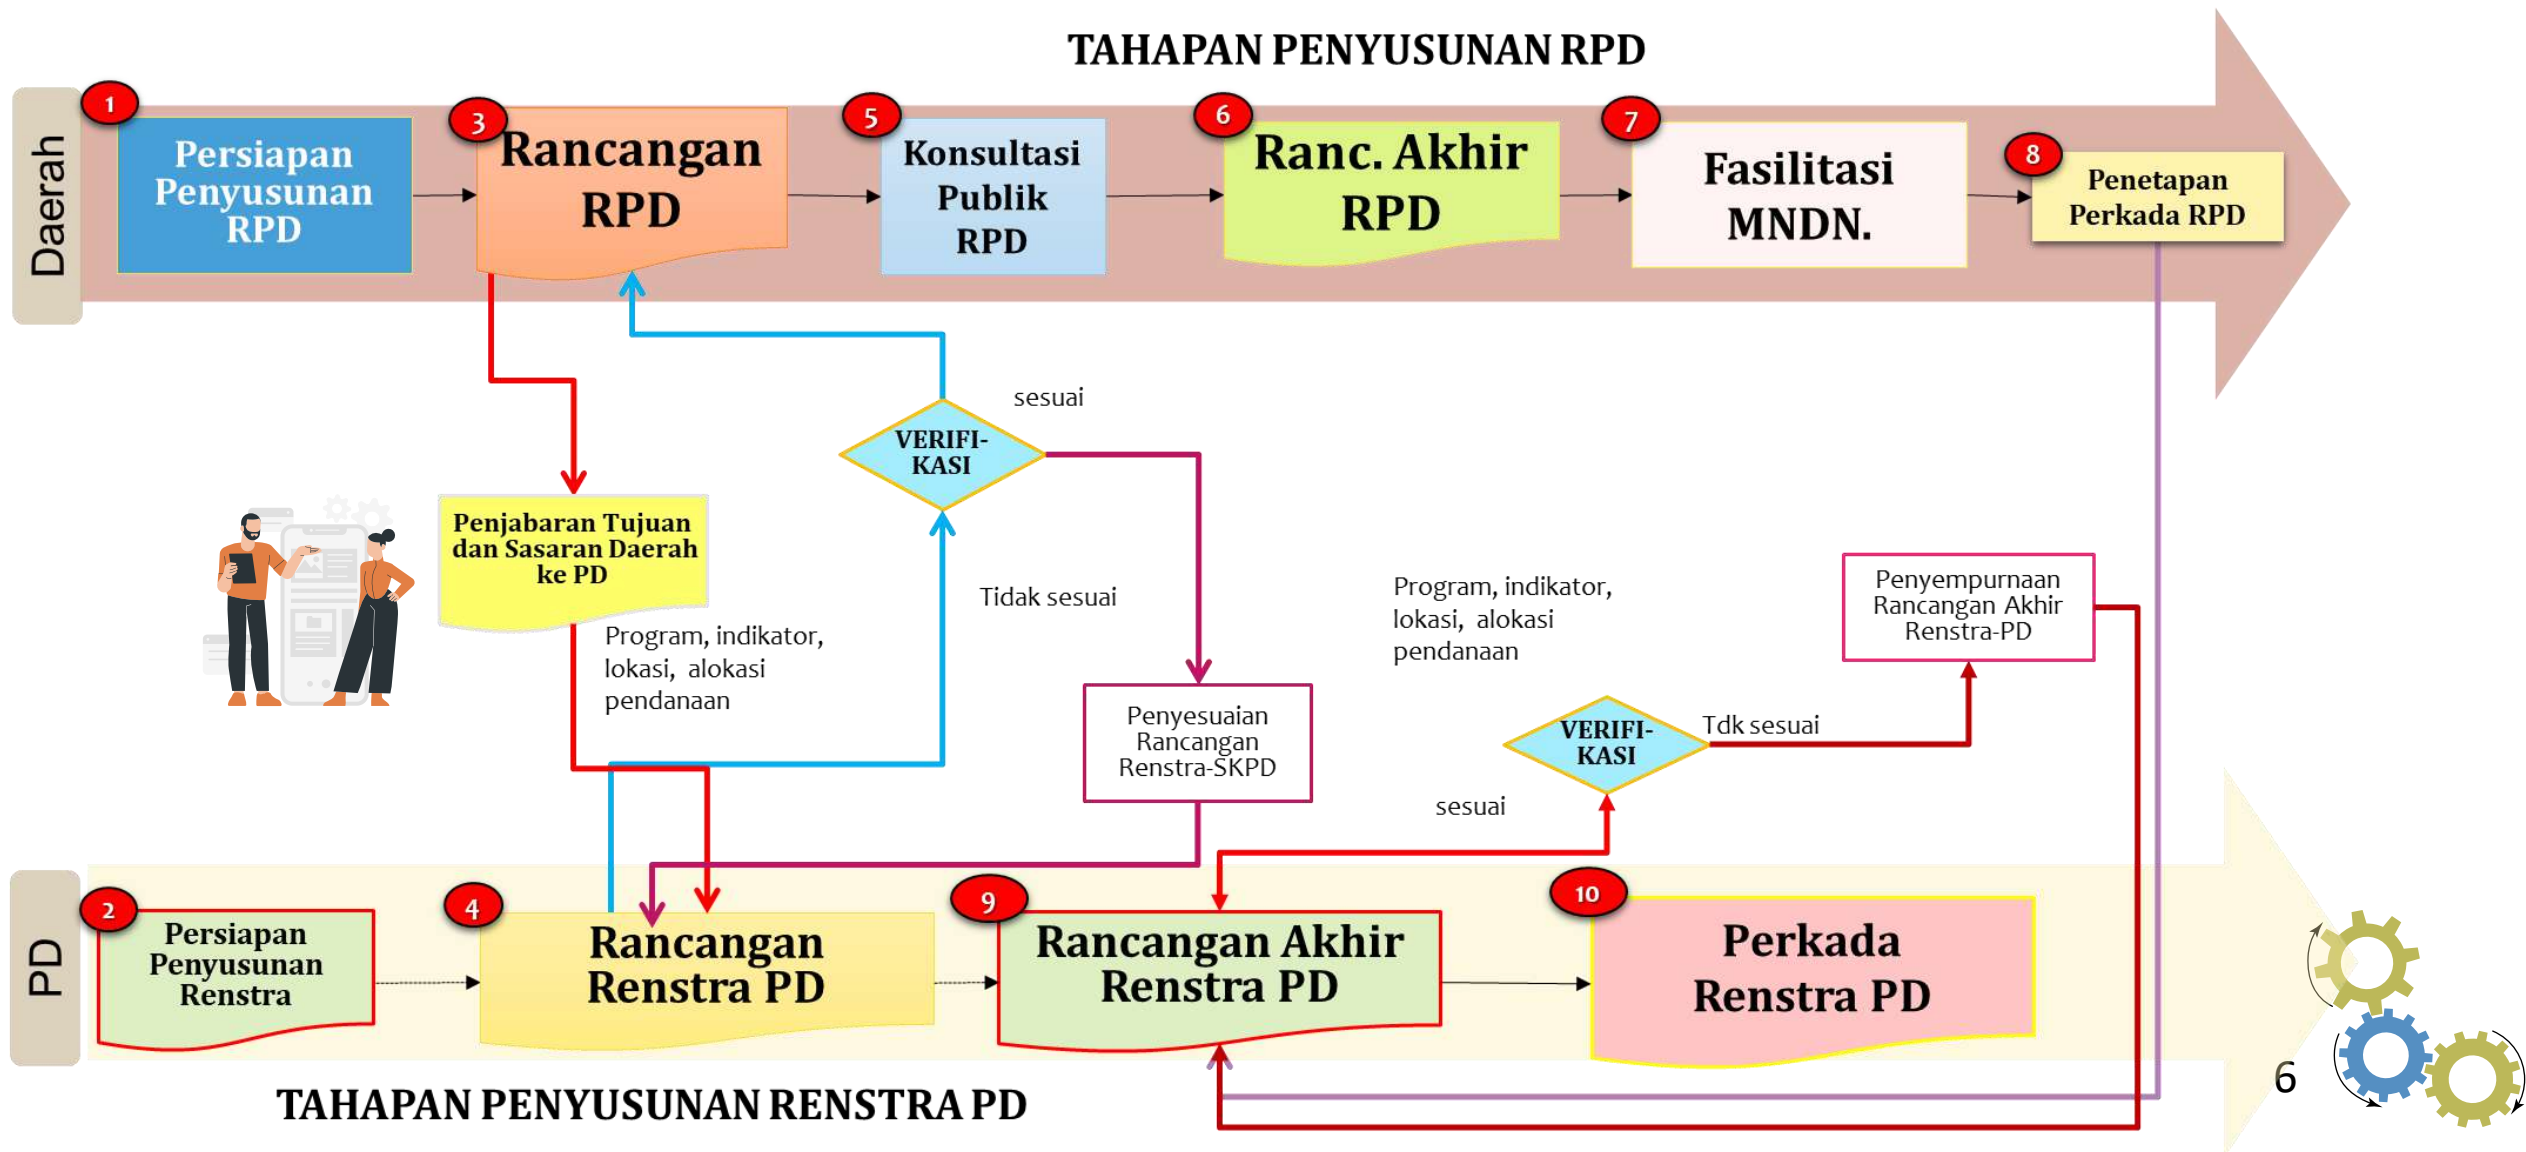 TAHAPAN PENYUSUNAN RPD
Daerah
1
Persiapan
Penyusunan
RPD
3
Rancangan
RPD
5
Konsultasi
Publik
RPD
6
Ranc. Akhir
RPD
7
Fasilitasi
MNDN.
8
Penetapan
Perkada RPD
sesuai
VERIFI-
KASI
Penjabaran Tujuan
dan Sasaran Daerah
ke PD
Tidak sesuai
Program, indikator,
lokasi, alokasi
pendanaan
Program, indikator,
lokasi, alokasi
pendanaan
Penyempurnaan
Rancangan Akhir
Renstra-PD
Penyesuaian
Rancangan
Renstra-SKPD
VERIFI-
KASI
Tdk sesuai
sesuai
PD
2
Persiapan
Penyusunan
Renstra
4
Rancangan
Renstra PD
9
Rancangan Akhir
Renstra PD
10
Perkada
Renstra PD
6
TAHAPAN PENYUSUNAN RENSTRA PD